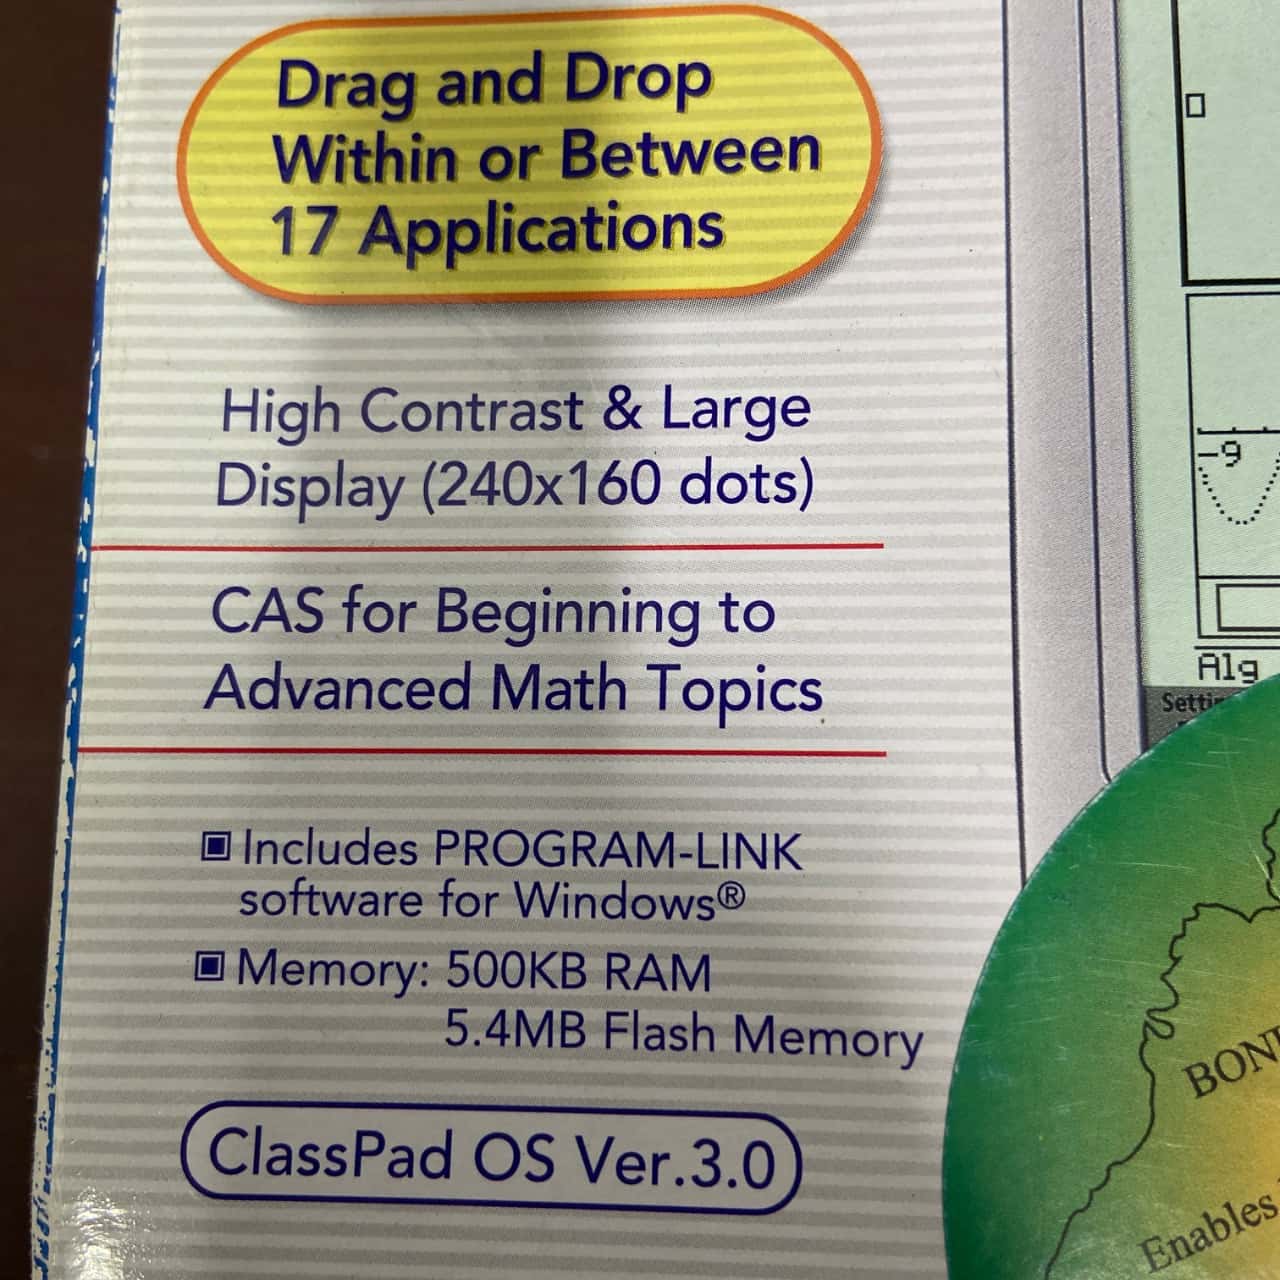 Drag and Drop
Within or Between
17 Applications
High Contrast & Large
Display (240x160 dots)
CAS for Beginning to
Advanced Math Topics
Includes PROGRAM-LINK
software for Windows®
Memory: 500KB RAM
5.4MB Flash Memory
ClassPad OS Ver.3.0
-9
Alg
Enables